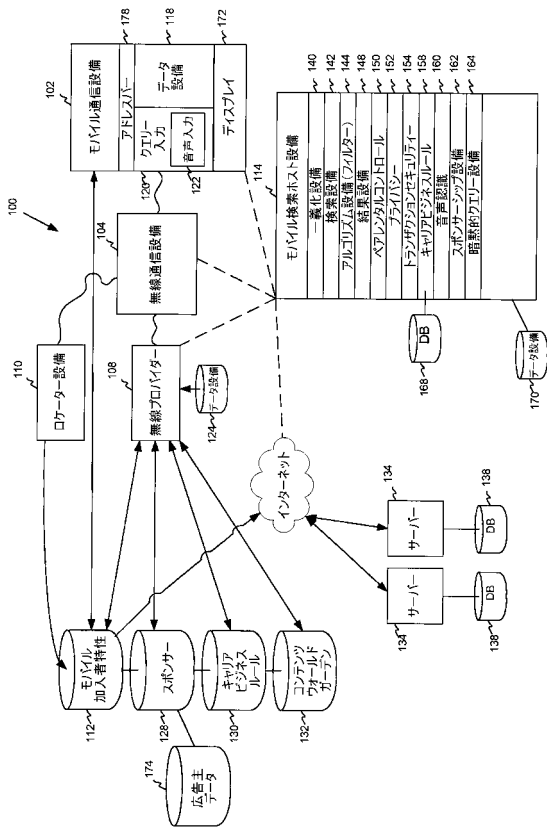 100
102
モバイル通信設備
178
アドレスバー
118
データ
設備
120
クエリー
入力
音声入力
122
172
ディスプレイ
104
無線通信設備
110
ロケーター設備
108
無線プロバイダー
データ設備
124
114
モバイル検索ホスト設備
一義化設備
140
検索設備
142
アルゴリズム設備(フィルター)
144
結果設備
148
ペアレンタルコントロール
150
プライバシー
152
トランザクションセキュリティー
154
キャリアビジネスルール
158
音声認識
160
スポンサーシップ設備
162
暗黙的クエリー設備
164
DB
168
データ設備
170
インターネット
サーバー
134
DB
138
サーバー
134
DB
138
モバイル
加入者特性
112
スポンサー
128
キャリア
ビジネス
ルール
130
コンテンツ
ウォールド
ガーデン
132
174
広告主
データ